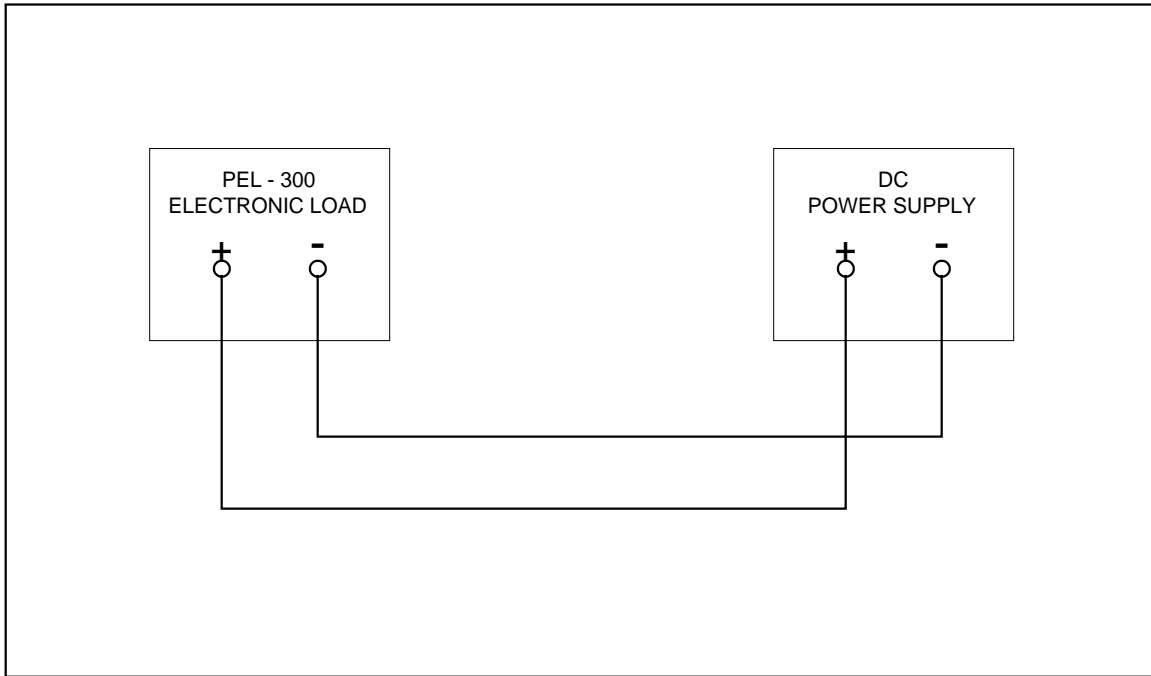 PEL - 300
ELECTRONIC LOAD
+ -
DC
POWER SUPPLY
+ -